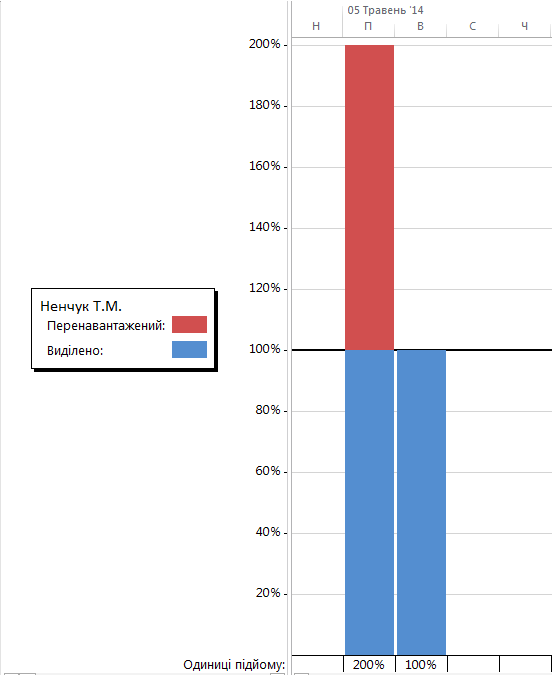 05 Травень '14
Н П В С Ч
200%
180%
160%
140%
120%
Ненчук Т.М.
Перенавантажений:
Виділено:
100%
80%
60%
40%
20%
Одиниці підйому: 200% 100%